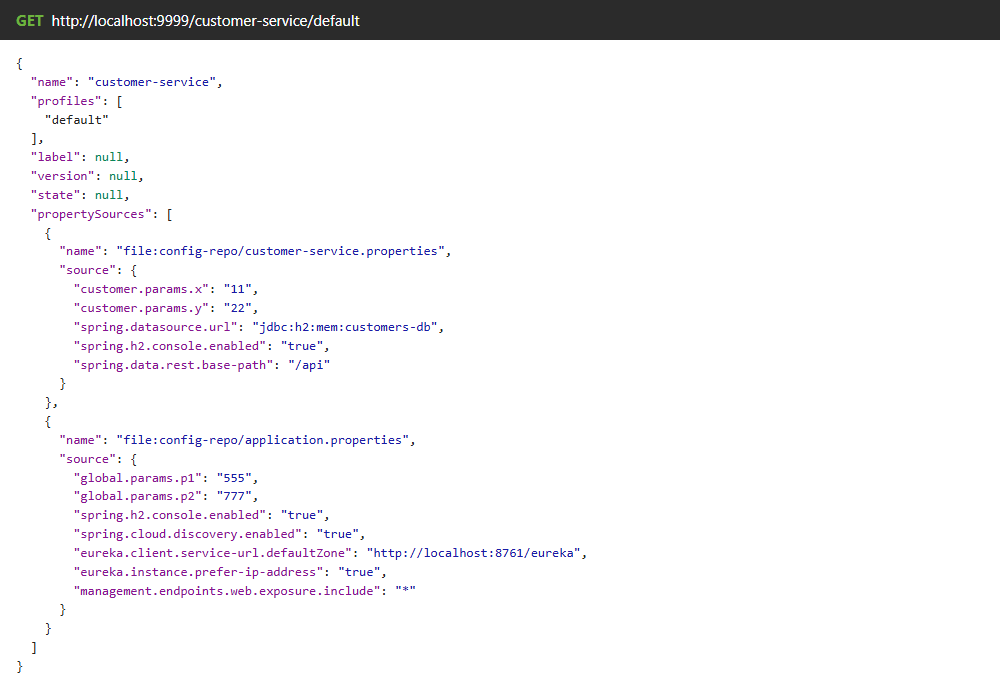 GET http://localhost:9999/customer-service/default
{
"name": "customer-service",
"profiles": [
"default"
],
"label": null,
"version": null,
"state": null,
"propertySources": [
{
"name": "file:config-repo/customer-service.properties",
"source": {
"customer.params.x": "11",
"customer.params.y": "22",
"spring.datasource.url": "jdbc:h2:mem:customers-db",
"spring.h2.console.enabled": "true",
"spring.data.rest.base-path": "/api"
}
},
{
"name": "file:config-repo/application.properties",
"source": {
"global.params.p1": "555",
"global.params.p2": "777",
"spring.h2.console.enabled": "true",
"spring.cloud.discovery.enabled": "true",
"eureka.client.service-url.defaultZone": "http://localhost:8761/eureka",
"eureka.instance.prefer-ip-address": "true",
"management.endpoints.web.exposure.include": "*"
}
}
]
}